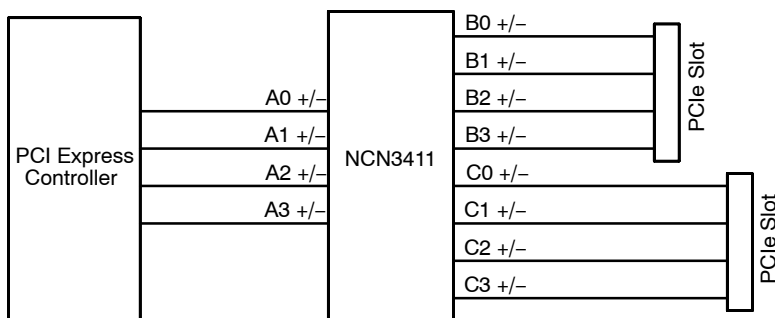 PCI Express
Controller
A0 +/–
A1 +/–
A2 +/–
A3 +/–
NCN3411
B0 +/–
B1 +/–
B2 +/–
B3 +/–
C0 +/–
C1 +/–
C2 +/–
C3 +/–
PCIe Slot
PCIe Slot